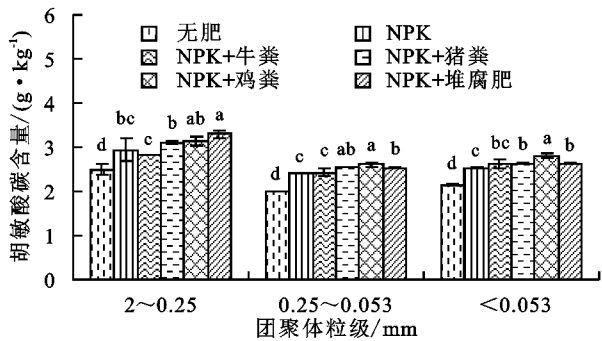 胡敏酸碳含量/(g·kg⁻¹)
6
5
4
3
2
1
0
无肥 NPK
NPK+牛粪 NPK+猪粪
NPK+鸡粪 NPK+堆腐肥
d bc c b ab a
d c c ab a b
d c bc b a b
2～0.25 0.25～0.053 ＜0.053
团聚体粒级/mm